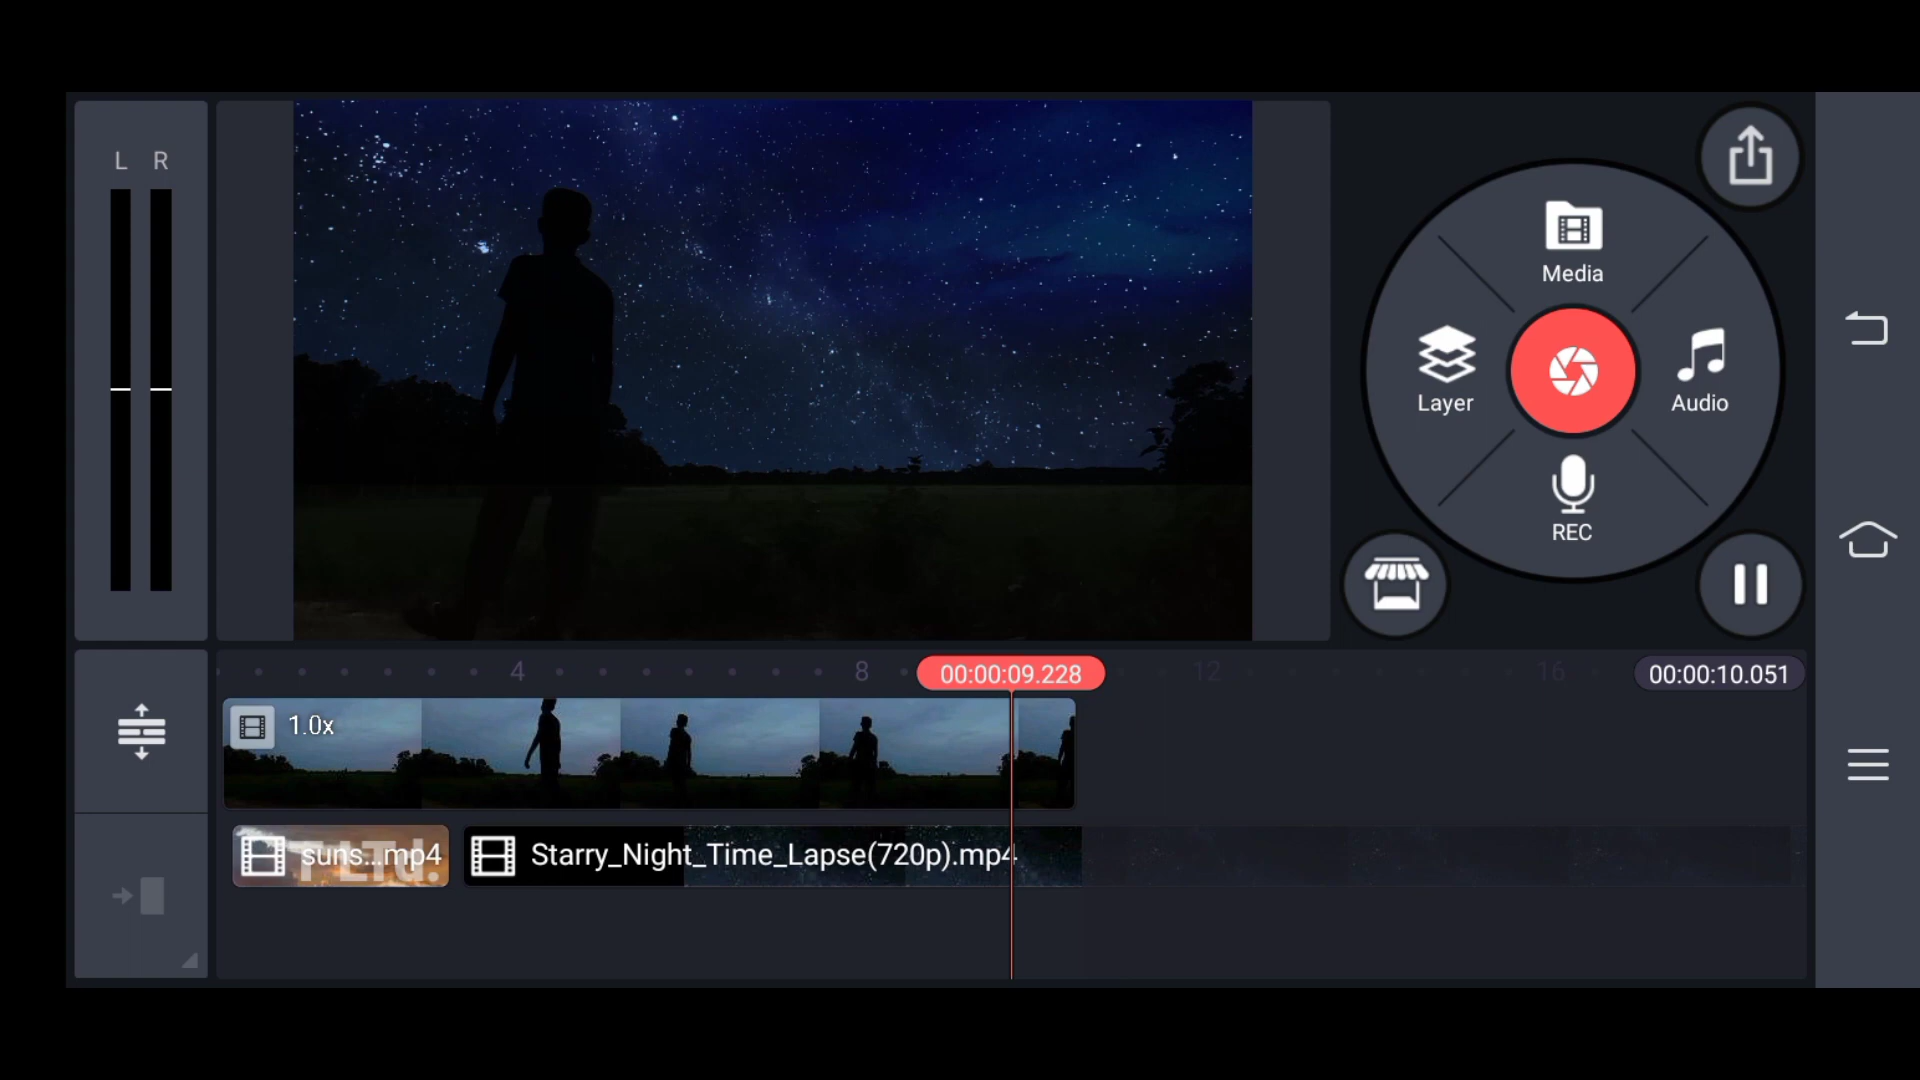 L R
Media
Layer
Audio
REC
4 8 00:00:09.228 12 16 00:00:10.051
1.0x
suns...mp4
T LTd.
Starry_Night_Time_Lapse(720p).mp4